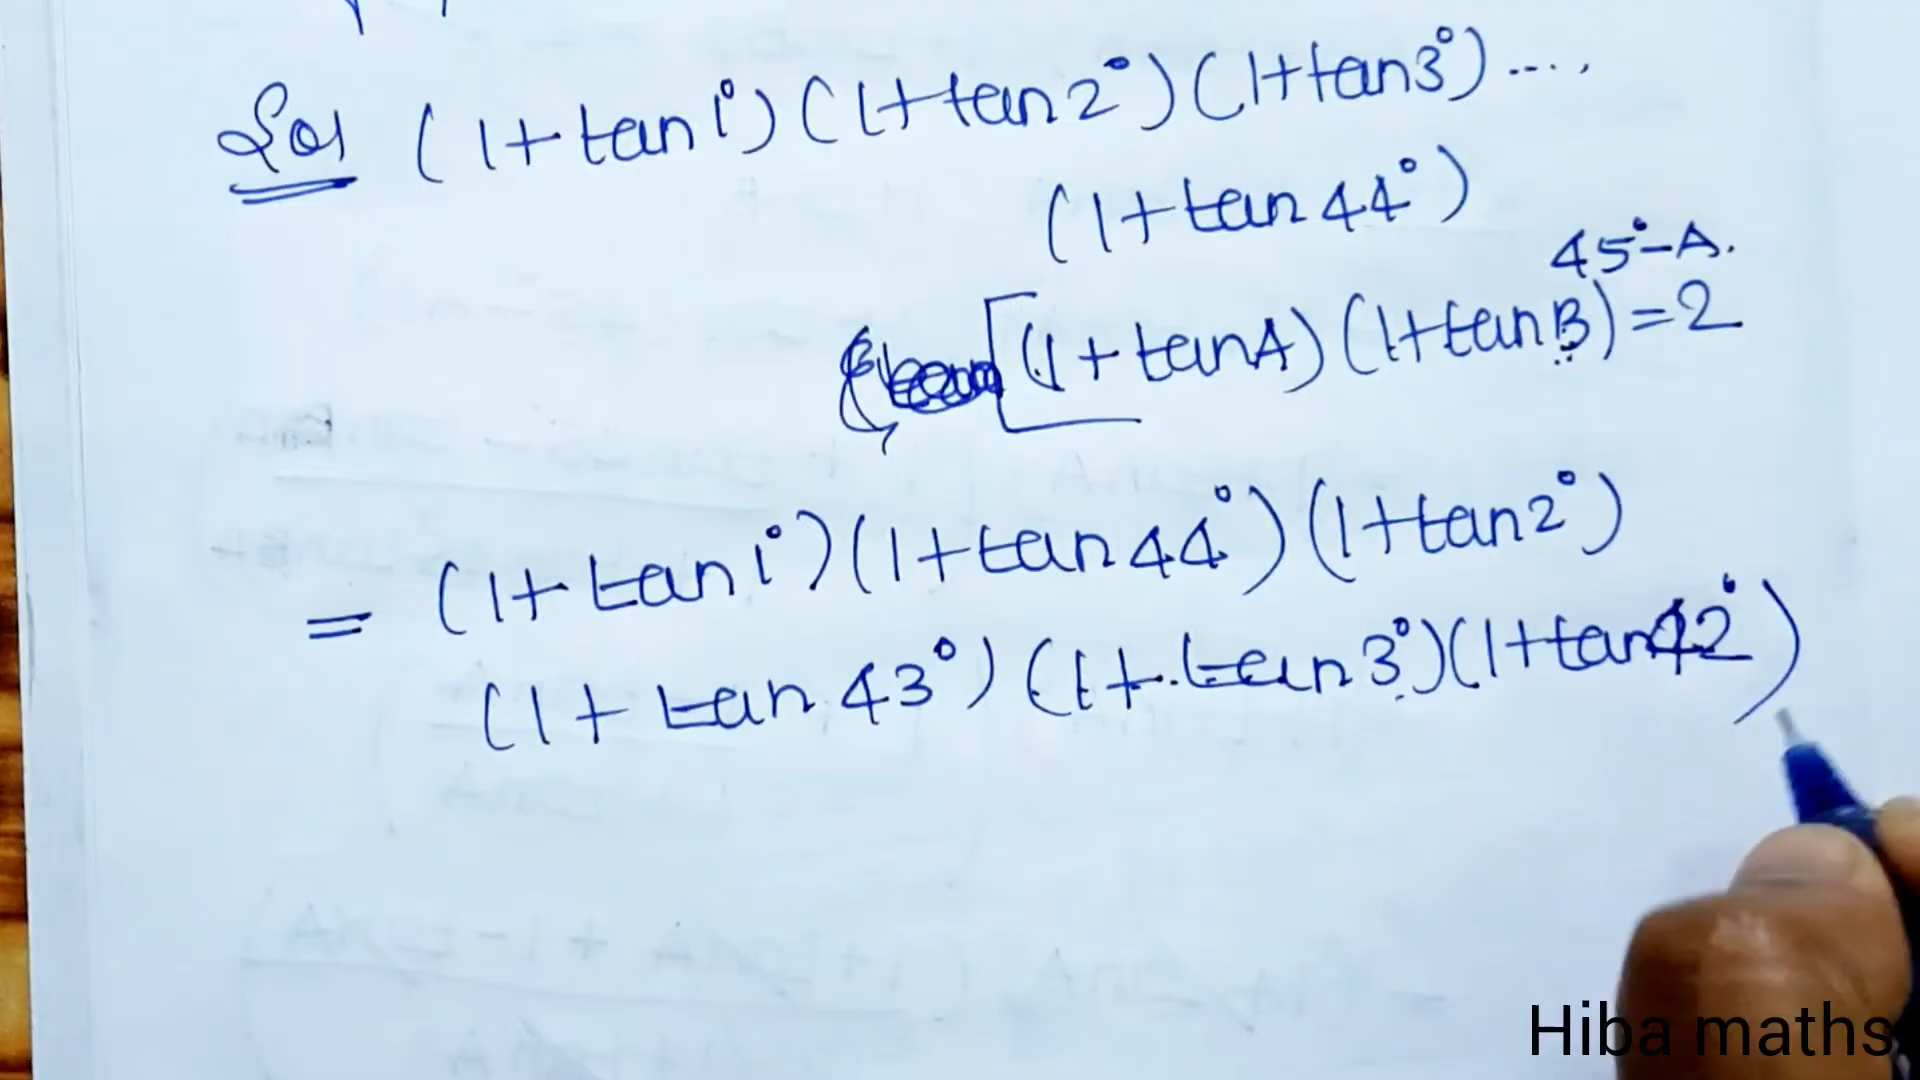 Sol (1+tan1°)(1+tan2°)(1+tan3°)....
(1+tan44°)
45°-A.
[(1+tanA)(1+tanB)=2
= (1+tan1°)(1+tan44°)(1+tan2°)
(1+tan43°)(1+tan3°)(1+tan42°)
Hiba maths